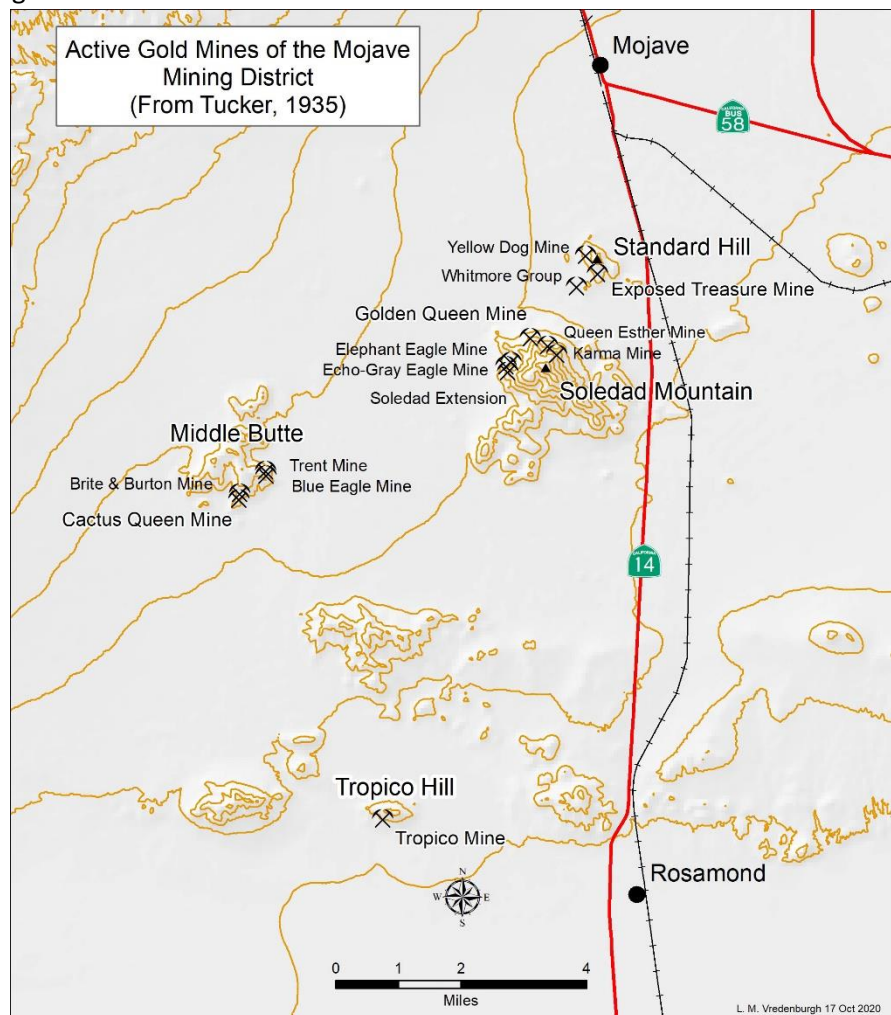 g
Active Gold Mines of the Mojave
Mining District
(From Tucker, 1935)
Mojave
CALIFORNIA
BUS
58
Yellow Dog Mine
Standard Hill
Whitmore Group
Exposed Treasure Mine
Golden Queen Mine
Queen Esther Mine
Elephant Eagle Mine
Karma Mine
Echo-Gray Eagle Mine
Soledad Extension
Soledad Mountain
Middle Butte
Trent Mine
Brite & Burton Mine
Blue Eagle Mine
Cactus Queen Mine
CALIFORNIA
14
Tropico Hill
Tropico Mine
N
W E
S
Rosamond
0 1 2 4
Miles
L. M. Vredenburgh 17 Oct 2020